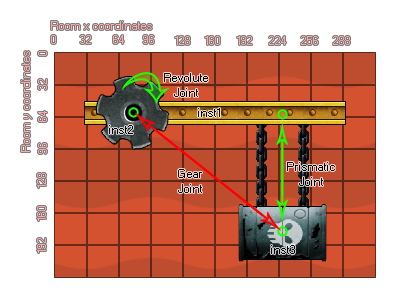 Room x coordinates
0 32 64 96 128 160 192 224 256 288
Room y coordinates
0
32
64
96
128
160
192
Revolute
Joint
inst1
inst2
Prismatic
Joint
Gear
Joint
inst3